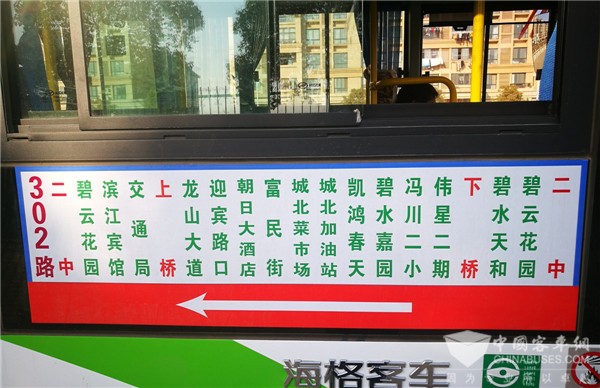 302路
二中
碧云花园
滨江宾馆
交通局
上桥
龙山大道
迎宾路口
朝日大酒店
富民街
城北菜市场
城北加油站
凯鸿春天
碧水嘉园
冯川二小
伟星二期
下桥
碧水天和
碧云花园
二中
海格客车
中國客車網
CHINABUSES.COM